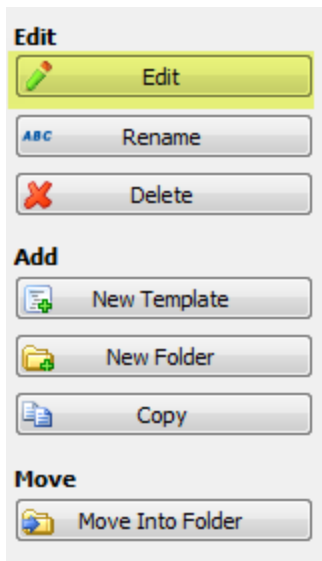 Edit
Edit
ABC Rename
Delete
Add
New Template
New Folder
Copy
Move
Move Into Folder